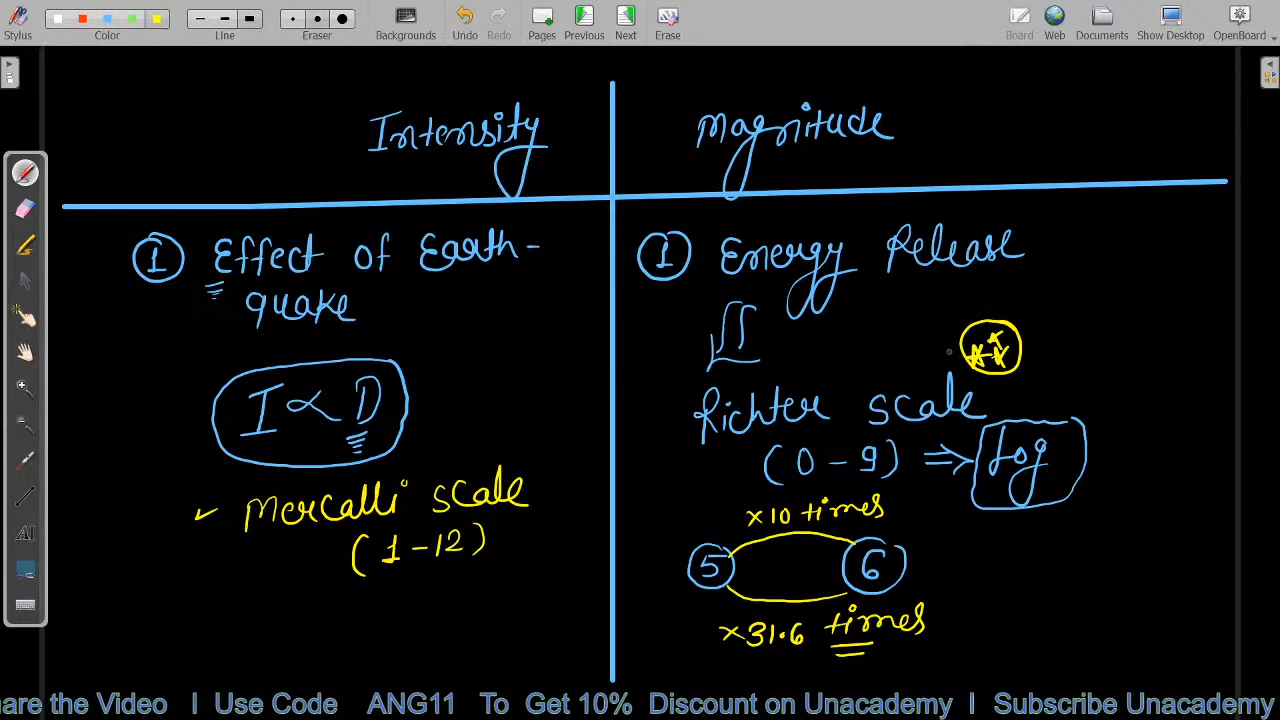 Stylus
Color
Line
Eraser
Backgrounds
Undo
Redo
Pages
Previous
Next
Erase
Board
Web
Documents
Show Desktop
OpenBoard
Intensity
Magnitude
① Effect of Earth-
quake
I ∝ D
✓ Mercalli scale
(1-12)
① Energy Release
Richter scale
(0-9) ⇒ Log
×10 times
5 6
×31.6 times
hare the Video I Use Code ANG11 To Get 10% Discount on Unacademy I Subscribe Unacademy